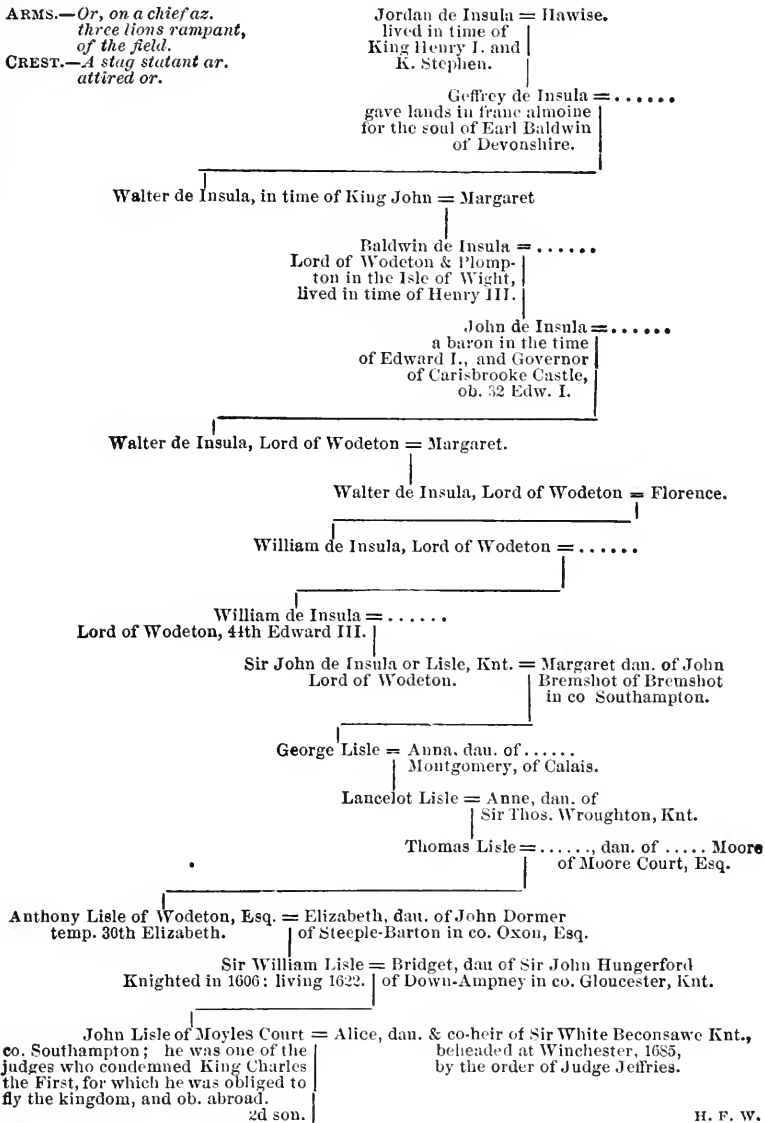 ARMS.—Or, on a chief az.
three lions rampant,
of the field.
CREST.—A stag statant ar.
attired or.
Jordan de Insula = Hawise.
lived in time of
King Henry I. and
K. Stephen.
Geffrey de Insula = ......
gave lands in franc almoine
for the soul of Earl Baldwin
of Devonshire.
Walter de Insula, in time of King John = Margaret
Baldwin de Insula = ......
Lord of Wodeton & Plomp-
ton in the Isle of Wight,
lived in time of Henry III.
John de Insula = ......
a baron in the time
of Edward I., and Governor
of Carisbrooke Castle,
ob. 32 Edw. I.
Walter de Insula, Lord of Wodeton = Margaret.
Walter de Insula, Lord of Wodeton = Florence.
William de Insula, Lord of Wodeton = ......
William de Insula = ......
Lord of Wodeton, 44th Edward III.
Sir John de Insula or Lisle, Knt. = Margaret dau. of John
Lord of Wodeton. Bremshot of Bremshot
in co Southampton.
George Lisle = Anna, dau. of ......
Montgomery, of Calais.
Lancelot Lisle = Anne, dau. of
Sir Thos. Wroughton, Knt.
Thomas Lisle = ......, dau. of ..... Moore
of Moore Court, Esq.
Anthony Lisle of Wodeton, Esq. = Elizabeth, dau. of John Dormer
temp. 30th Elizabeth. of Steeple-Barton in co. Oxon, Esq.
Sir William Lisle = Bridget, dau of Sir John Hungerford
Knighted in 1606: living 1622. of Down-Ampney in co. Gloucester, Knt.
John Lisle of Moyles Court = Alice, dau. & co-heir of Sir White Beconsawe Knt.,
co. Southampton; he was one of the beheaded at Winchester, 1685,
judges who condemned King Charles by the order of Judge Jeffries.
the First, for which he was obliged to
fly the kingdom, and ob. abroad.
2d son.
H. F. W.